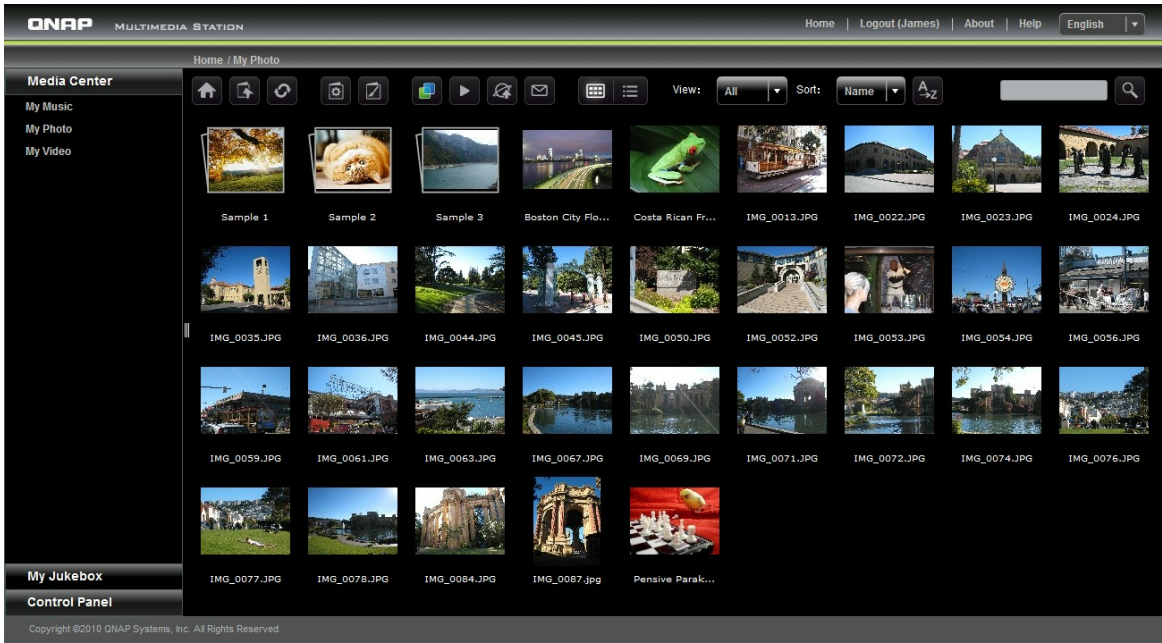 QNAP MULTIMEDIA STATION
Home | Logout (James) | About | Help English
Home / My Photo
Media Center
My Music
My Photo
My Video
View: All Sort: Name A→Z
Sample 1 Sample 2 Sample 3 Boston City Flo... Costa Rican Fr... IMG_0013.JPG IMG_0022.JPG IMG_0023.JPG IMG_0024.JPG
IMG_0035.JPG IMG_0036.JPG IMG_0044.JPG IMG_0045.JPG IMG_0050.JPG IMG_0052.JPG IMG_0053.JPG IMG_0054.JPG IMG_0056.JPG
IMG_0059.JPG IMG_0061.JPG IMG_0063.JPG IMG_0067.JPG IMG_0069.JPG IMG_0071.JPG IMG_0072.JPG IMG_0074.JPG IMG_0076.JPG
IMG_0077.JPG IMG_0078.JPG IMG_0084.JPG IMG_0087.jpg Pensive Parak...
My Jukebox
Control Panel
Copyright ©2010 QNAP Systems, Inc. All Rights Reserved.